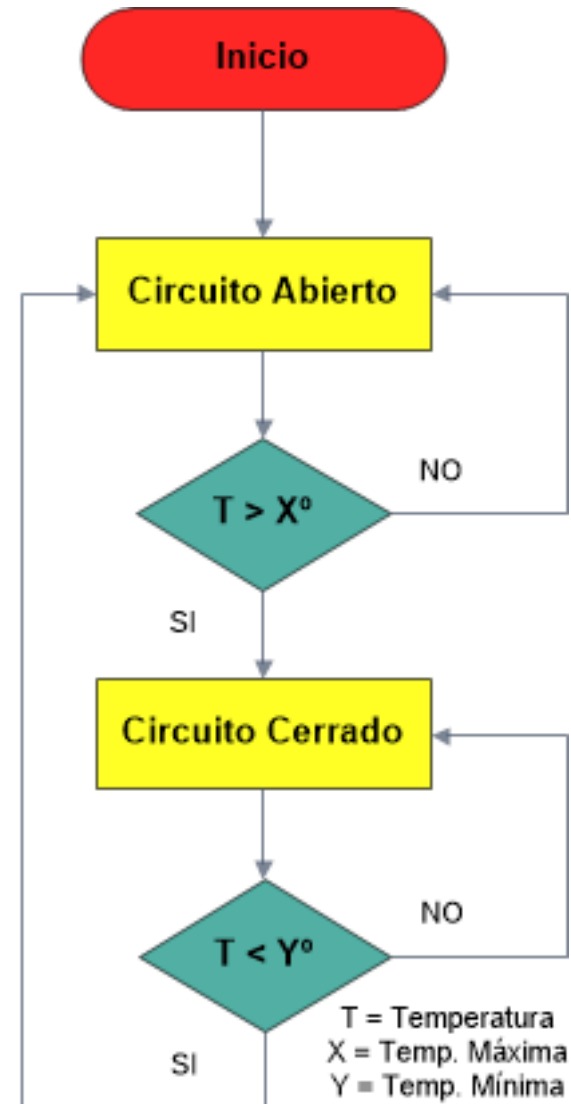 Inicio
Circuito Abierto
T > Xº
NO
SI
Circuito Cerrado
T < Yº
NO
SI
T = Temperatura
X = Temp. Máxima
Y = Temp. Mínima